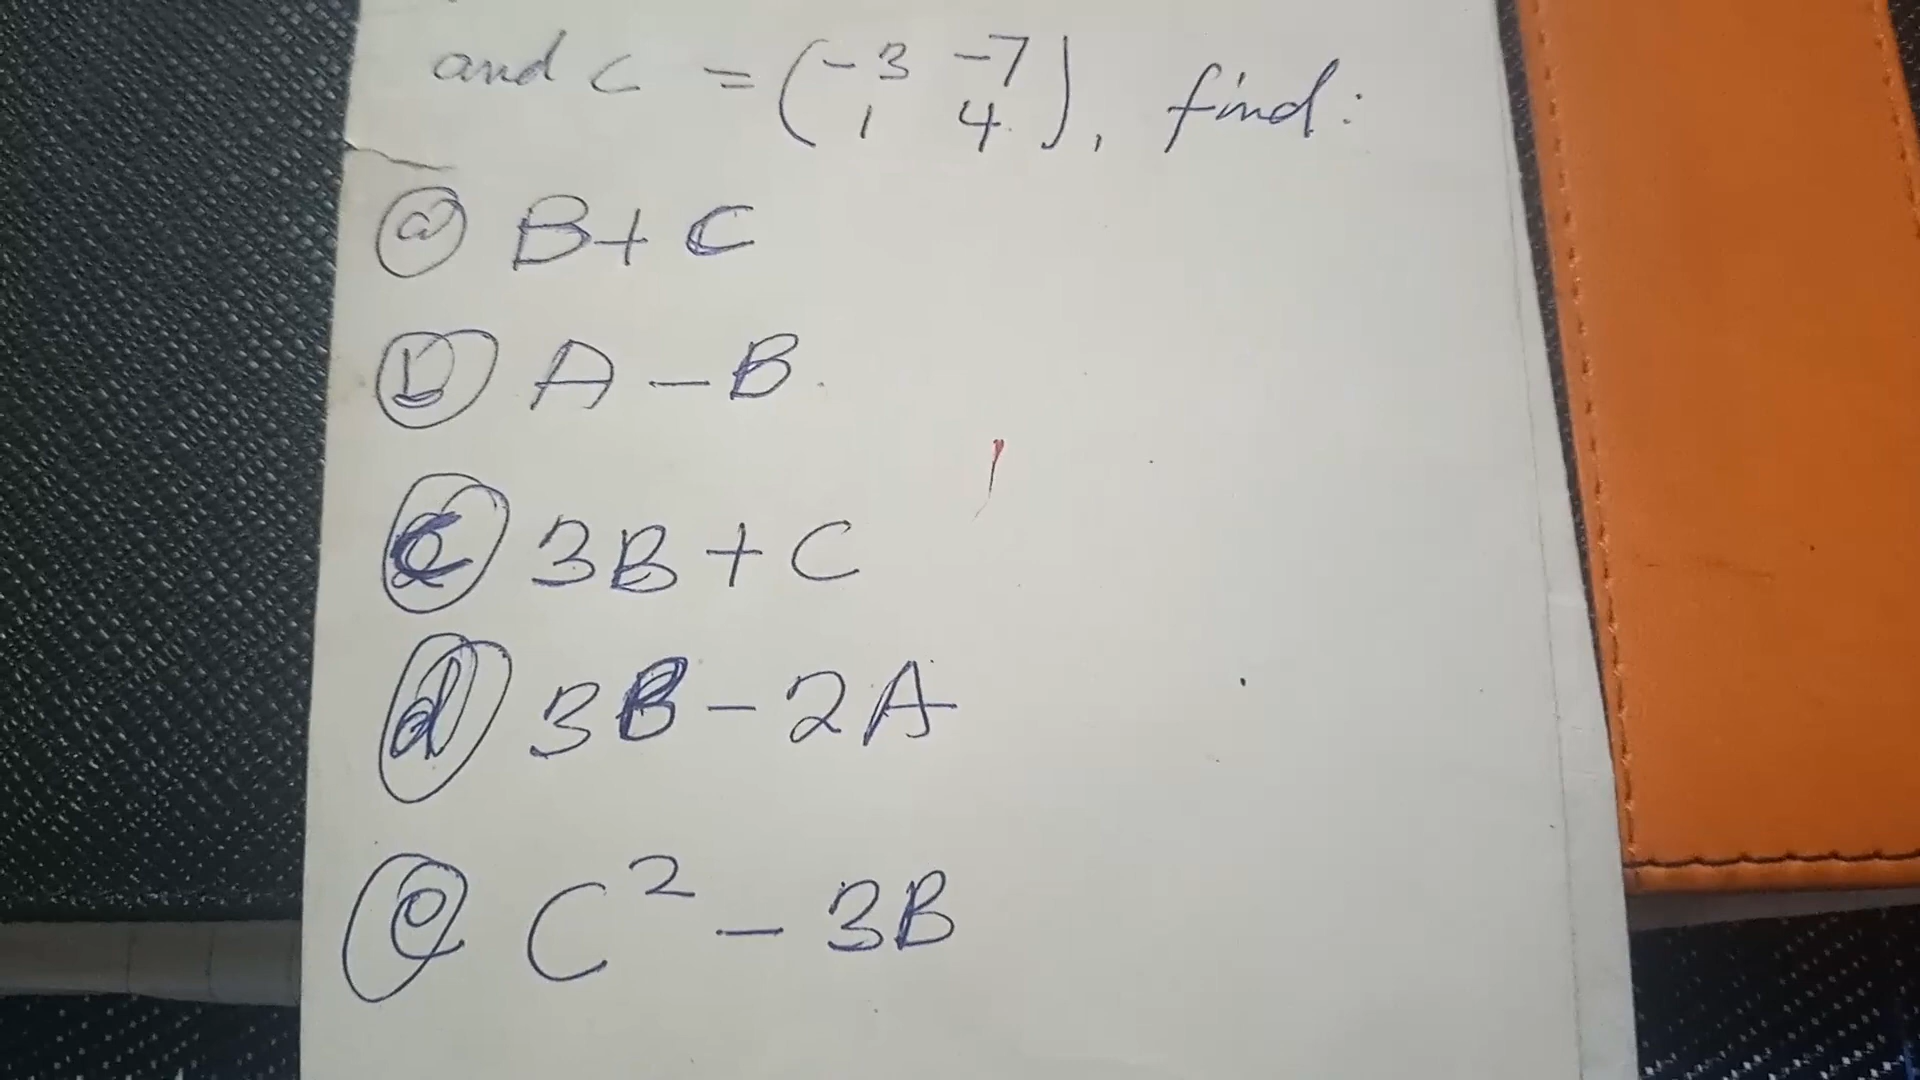 and C = (-3 -7
1 4), find:
(a) B + C
(b) A - B
(c) 3B + C
(d) 3B - 2A
(e) C² - 3B